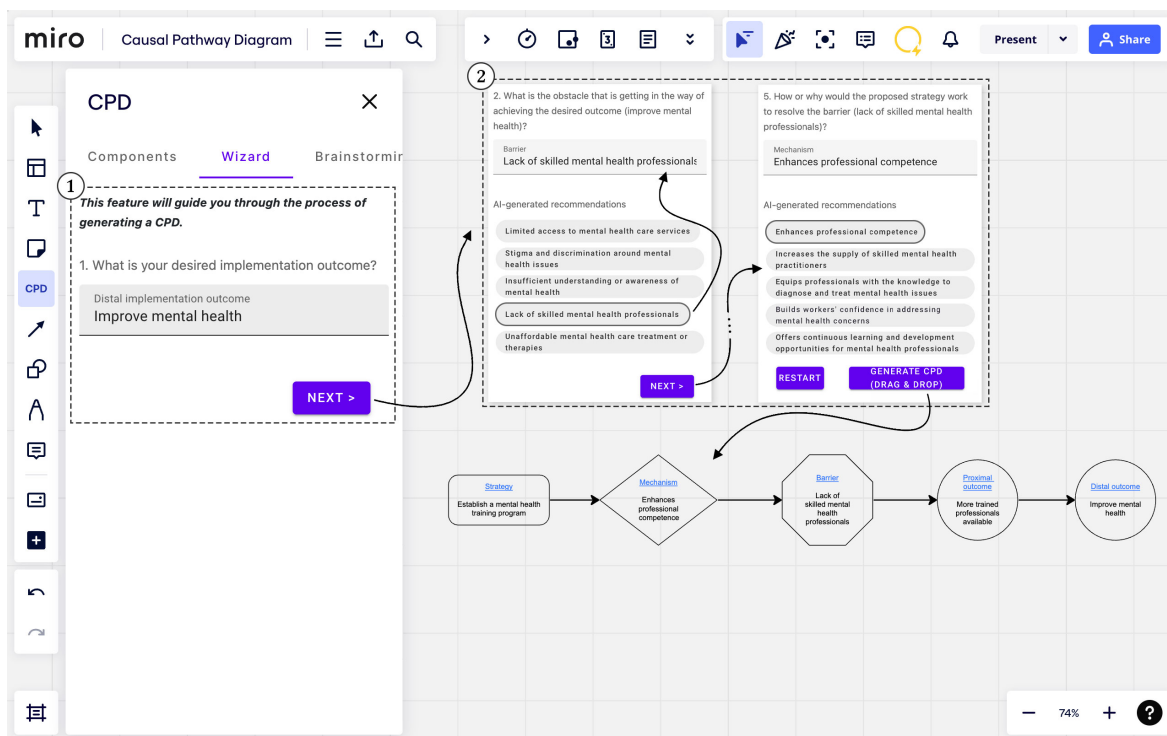 miro
Causal Pathway Diagram
3
Present
Share
CPD
Components
Wizard
Brainstormin
1
This feature will guide you through the process of
generating a CPD.
1. What is your desired implementation outcome?
Distal implementation outcome
Improve mental health
NEXT >
T
CPD
2
2. What is the obstacle that is getting in the way of
achieving the desired outcome (improve mental
health)?
Barrier
Lack of skilled mental health professionals
AI-generated recommendations
Limited access to mental health care services
Stigma and discrimination around mental
health issues
Insufficient understanding or awareness of
mental health
Lack of skilled mental health professionals
Unaffordable mental health care treatment or
therapies
NEXT >
5. How or why would the proposed strategy work
to resolve the barrier (lack of skilled mental health
professionals)?
Mechanism
Enhances professional competence
AI-generated recommendations
Enhances professional competence
Increases the supply of skilled mental health
practitioners
Equips professionals with the knowledge to
diagnose and treat mental health issues
Builds workers' confidence in addressing
mental health concerns
Offers continuous learning and development
opportunities for mental health professionals
RESTART
GENERATE CPD
(DRAG & DROP)
Strategy
Establish a mental health
training program
Mechanism
Enhances
professional
competence
Barrier
Lack of
skilled mental
health
professionals
Proximal
outcome
More trained
professionals
available
Distal outcome
Improve mental
health
74%
?